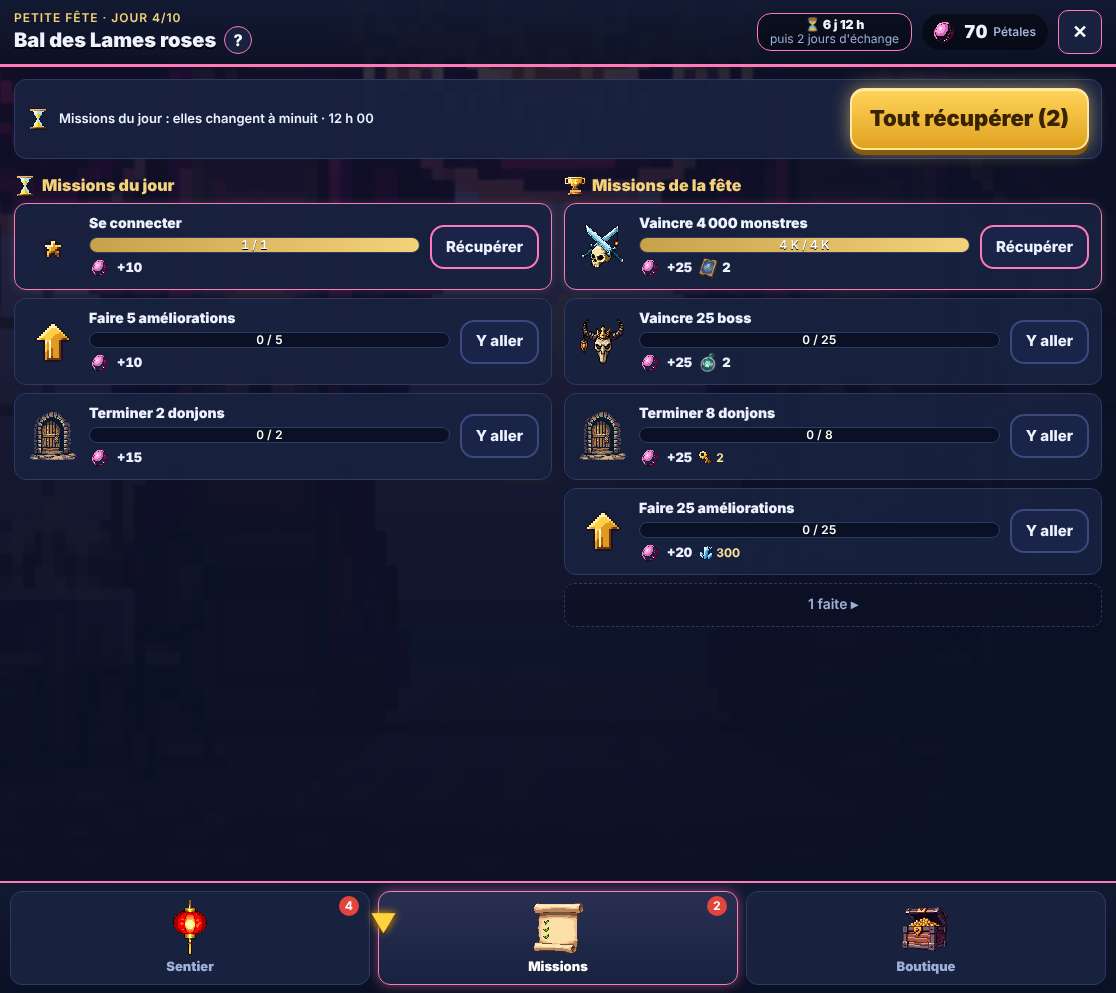 PETITE FÊTE · JOUR 4/10
Bal des Lames roses
?
6 j 12 h
puis 2 jours d'échange
70 Pétales
✕
Missions du jour : elles changent à minuit · 12 h 00
Tout récupérer (2)
Missions du jour
Se connecter
1 / 1
+10
Récupérer
Faire 5 améliorations
0 / 5
+10
Y aller
Terminer 2 donjons
0 / 2
+15
Y aller
Missions de la fête
Vaincre 4 000 monstres
4 K / 4 K
+25 2
Récupérer
Vaincre 25 boss
0 / 25
+25 2
Y aller
Terminer 8 donjons
0 / 8
+25 2
Y aller
Faire 25 améliorations
0 / 25
+20 300
Y aller
1 faite ▸
4
Sentier
2
Missions
Boutique